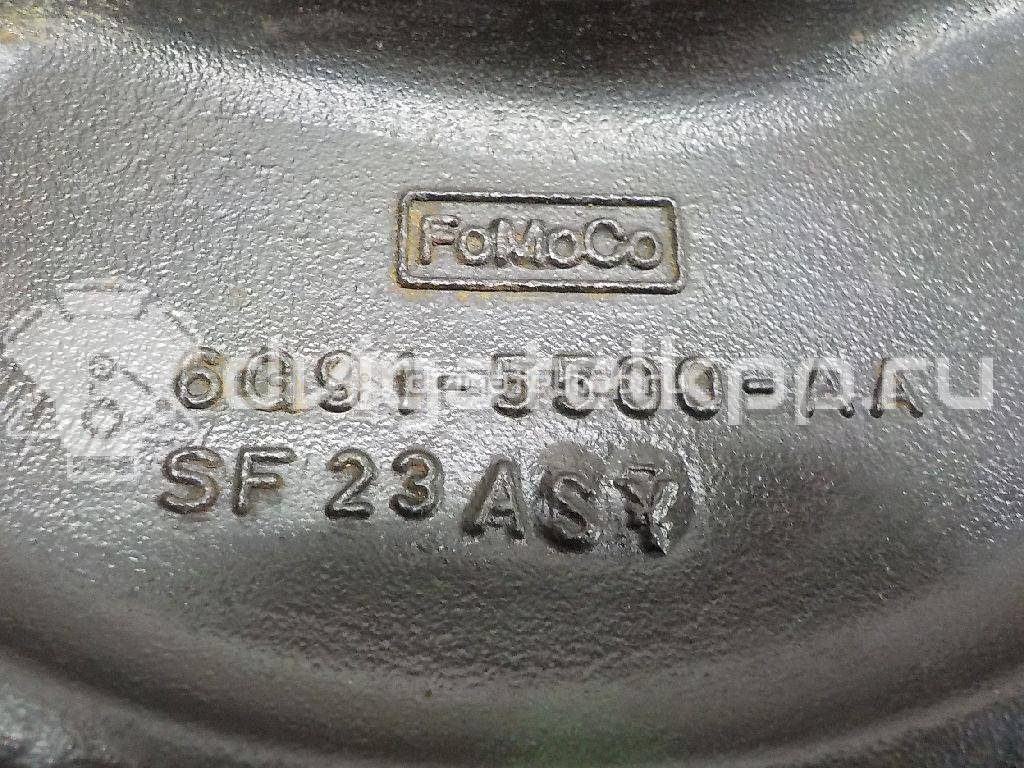 FoMoCo
6G91-5500-AA
SF 23 AS